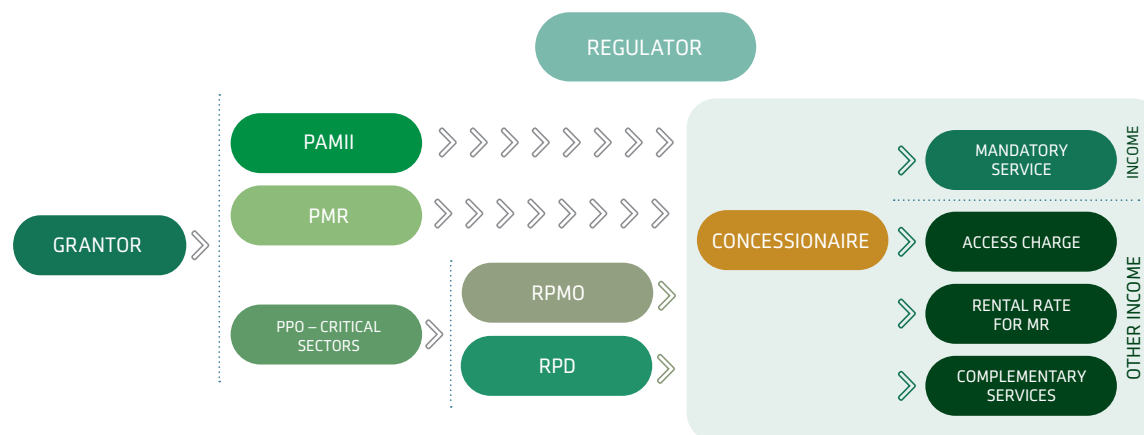 REGULATOR
PAMII
PMR
GRANTOR
PPO – CRITICAL
SECTORS
RPMO
RPD
CONCESSIONAIRE
MANDATORY
SERVICE
INCOME
ACCESS CHARGE
RENTAL RATE
FOR MR
COMPLEMENTARY
SERVICES
OTHER INCOME